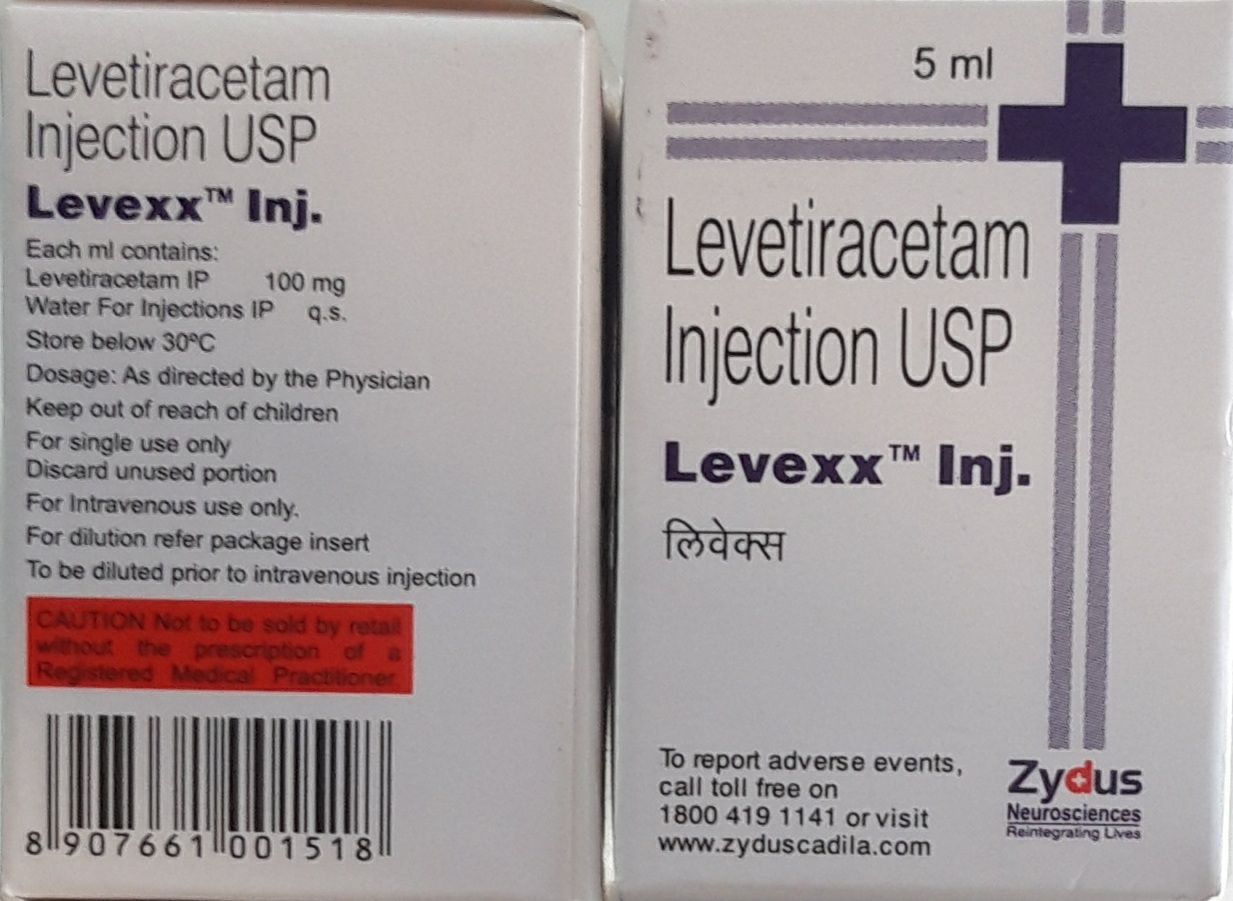 Levetiracetam
Injection USP
Levexx™ Inj.
Each ml contains:
Levetiracetam IP 100 mg
Water For Injections IP q.s.
Store below 30ºC
Dosage: As directed by the Physician
Keep out of reach of children
For single use only
Discard unused portion
For Intravenous use only.
For dilution refer package insert
To be diluted prior to intravenous injection
CAUTION Not to be sold by retail
without the prescription of a
Registered Medical Practitioner.
8 907661 001518
5 ml
Levetiracetam
Injection USP
Levexx™ Inj.
लिवेक्स
To report adverse events,
call toll free on
1800 419 1141 or visit
www.zyduscadila.com
Zydus
Neurosciences
Reintegrating Lives